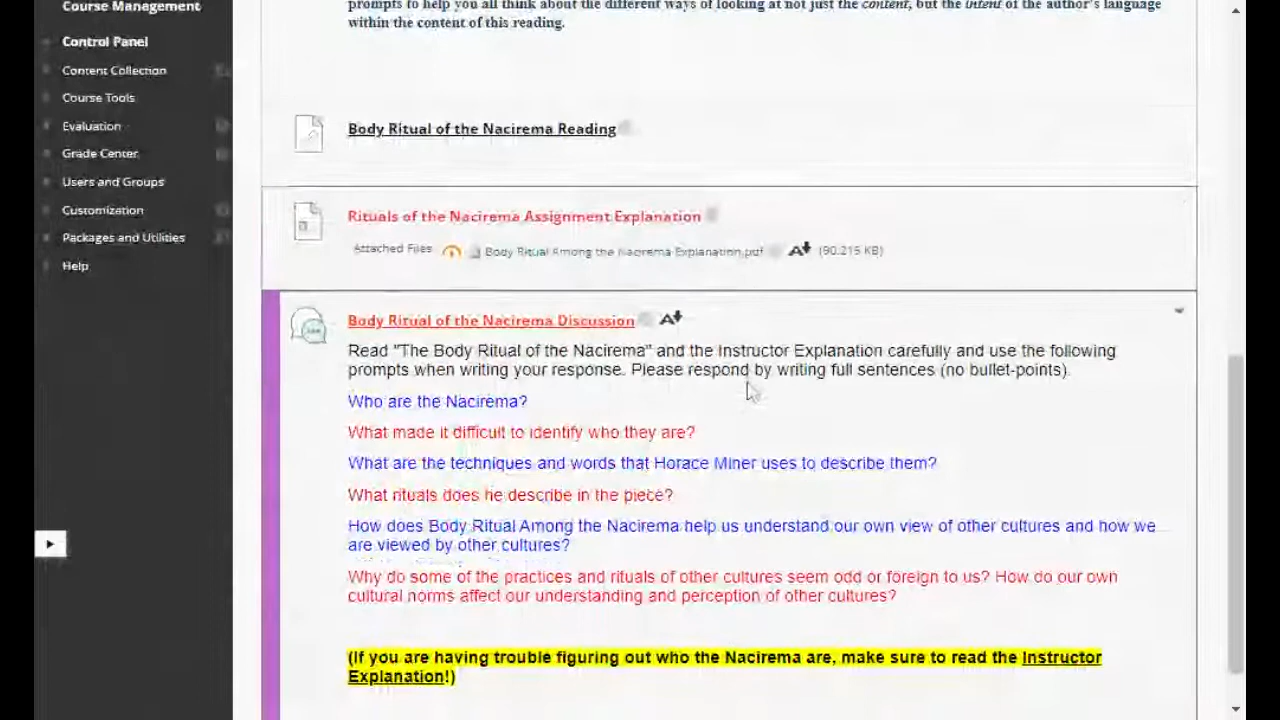 Course Management
Control Panel
Content Collection
Course Tools
Evaluation
Grade Center
Users and Groups
Customization
Packages and Utilities
Help
prompts to help you all think about the different ways of looking at not just the content, but the intent of the author's language
within the content of this reading.
Body Ritual of the Nacirema Reading
Rituals of the Nacirema Assignment Explanation
Attached Files Body Ritual Among the Nacirema Explanation.pdf (90.215 KB)
Body Ritual of the Nacirema Discussion
Read "The Body Ritual of the Nacirema" and the Instructor Explanation carefully and use the following
prompts when writing your response. Please respond by writing full sentences (no bullet-points).
Who are the Nacirema?
What made it difficult to identify who they are?
What are the techniques and words that Horace Miner uses to describe them?
What rituals does he describe in the piece?
How does Body Ritual Among the Nacirema help us understand our own view of other cultures and how we
are viewed by other cultures?
Why do some of the practices and rituals of other cultures seem odd or foreign to us? How do our own
cultural norms affect our understanding and perception of other cultures?
(If you are having trouble figuring out who the Nacirema are, make sure to read the Instructor
Explanation!)